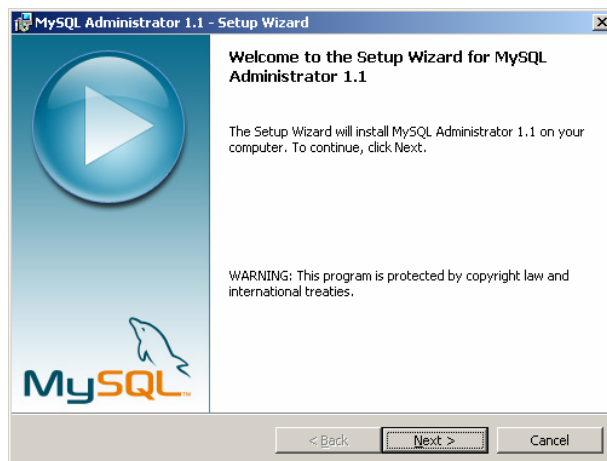 MySQL Administrator 1.1 - Setup Wizard
Welcome to the Setup Wizard for MySQL
Administrator 1.1
The Setup Wizard will install MySQL Administrator 1.1 on your
computer. To continue, click Next.
WARNING: This program is protected by copyright law and
international treaties.
MySQL
< Back
Next >
Cancel